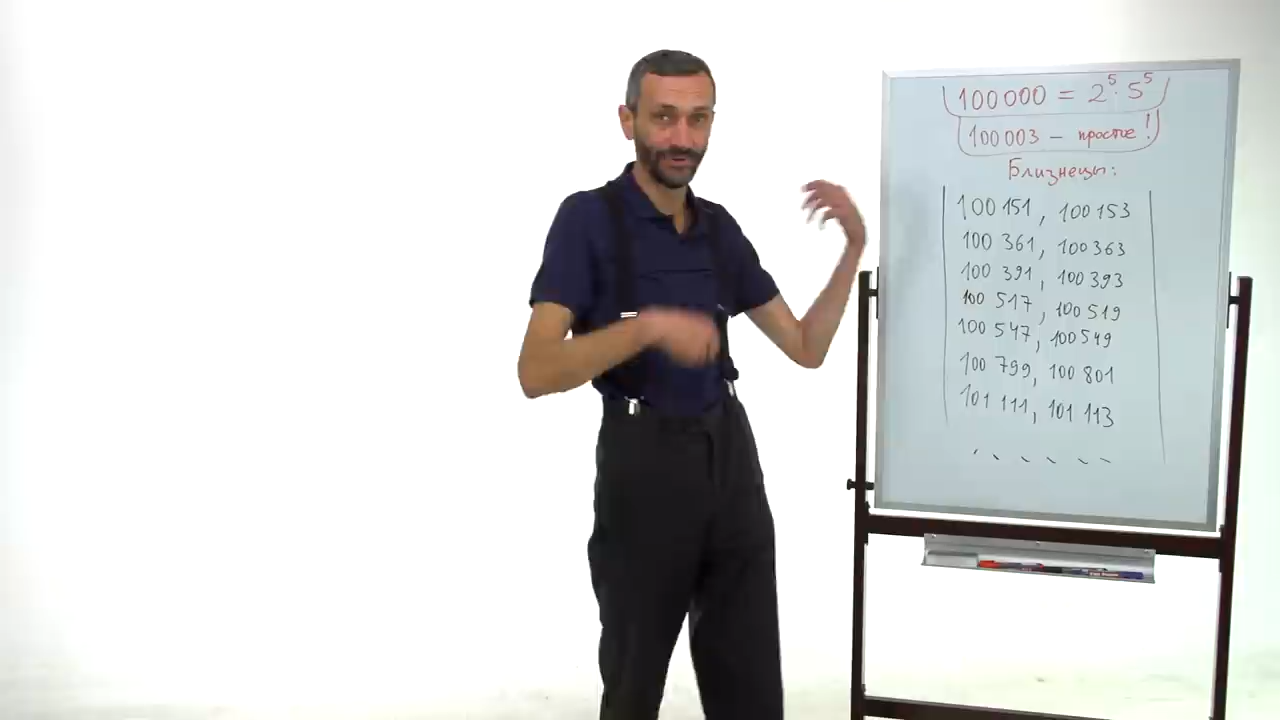 100 000 = 2⁵ · 5⁵
100 003 – простое!
Близнецы:
100 151, 100 153
100 361, 100 363
100 391, 100 393
100 517, 100 519
100 547, 100 549
100 799, 100 801
101 111, 101 113